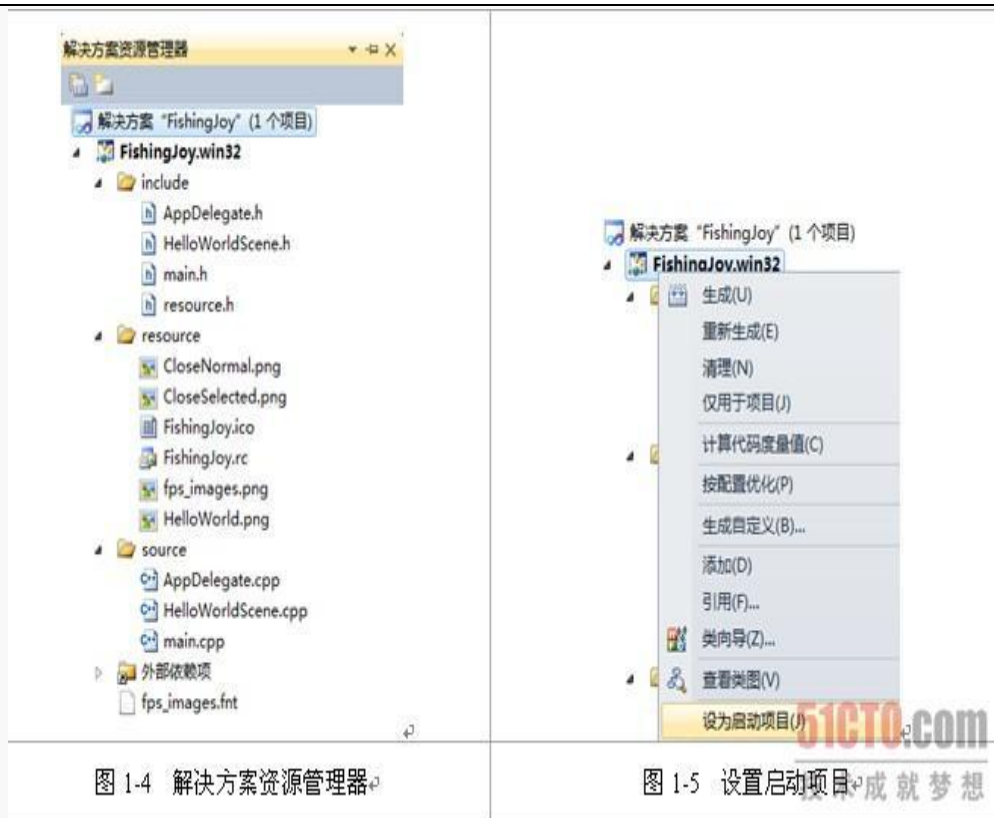 解决方案资源管理器
解决方案 "FishingJoy" (1 个项目)
FishingJoy.win32
include
AppDelegate.h
HelloWorldScene.h
main.h
resource.h
resource
CloseNormal.png
CloseSelected.png
FishingJoy.ico
FishingJoy.rc
fps_images.png
HelloWorld.png
source
AppDelegate.cpp
HelloWorldScene.cpp
main.cpp
外部依赖项
fps_images.fnt
图 1-4 解决方案资源管理器
解决方案 "FishingJoy" (1 个项目)
FishingJoy.win32
生成(U)
重新生成(E)
清理(N)
仅用于项目(J)
计算代码度量值(C)
按配置优化(P)
生成自定义(B)...
添加(D)
引用(F)...
类向导(Z)...
查看类图(V)
设为启动项目(J)
51CTO.com
图 1-5 设置启动项目
技术成就梦想